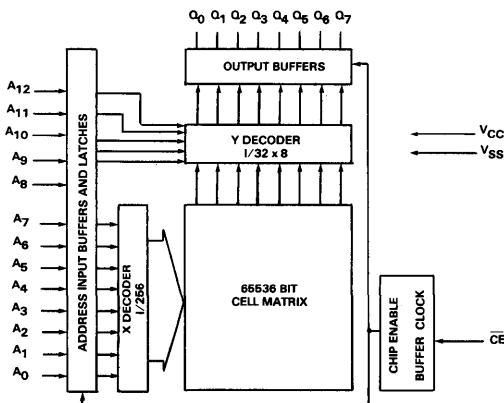 Q0 Q1 Q2 Q3 Q4 Q5 Q6 Q7
OUTPUT BUFFERS
A12
A11
A10
A9
A8
A7
A6
A5
A4
A3
A2
A1
A0
ADDRESS INPUT BUFFERS AND LATCHES
Y DECODER
I/32 x 8
VCC
VSS
X DECODER
I/256
65536 BIT
CELL MATRIX
CHIP ENABLE
BUFFER CLOCK
CE